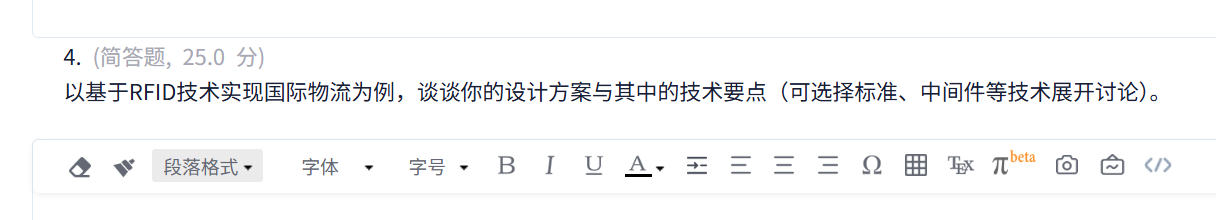 4. (简答题, 25.0 分)
以基于RFID技术实现国际物流为例，谈谈你的设计方案与其中的技术要点（可选择标准、中间件等技术展开讨论）。
段落格式 字体 字号 B I U A Ω TEX π beta </>